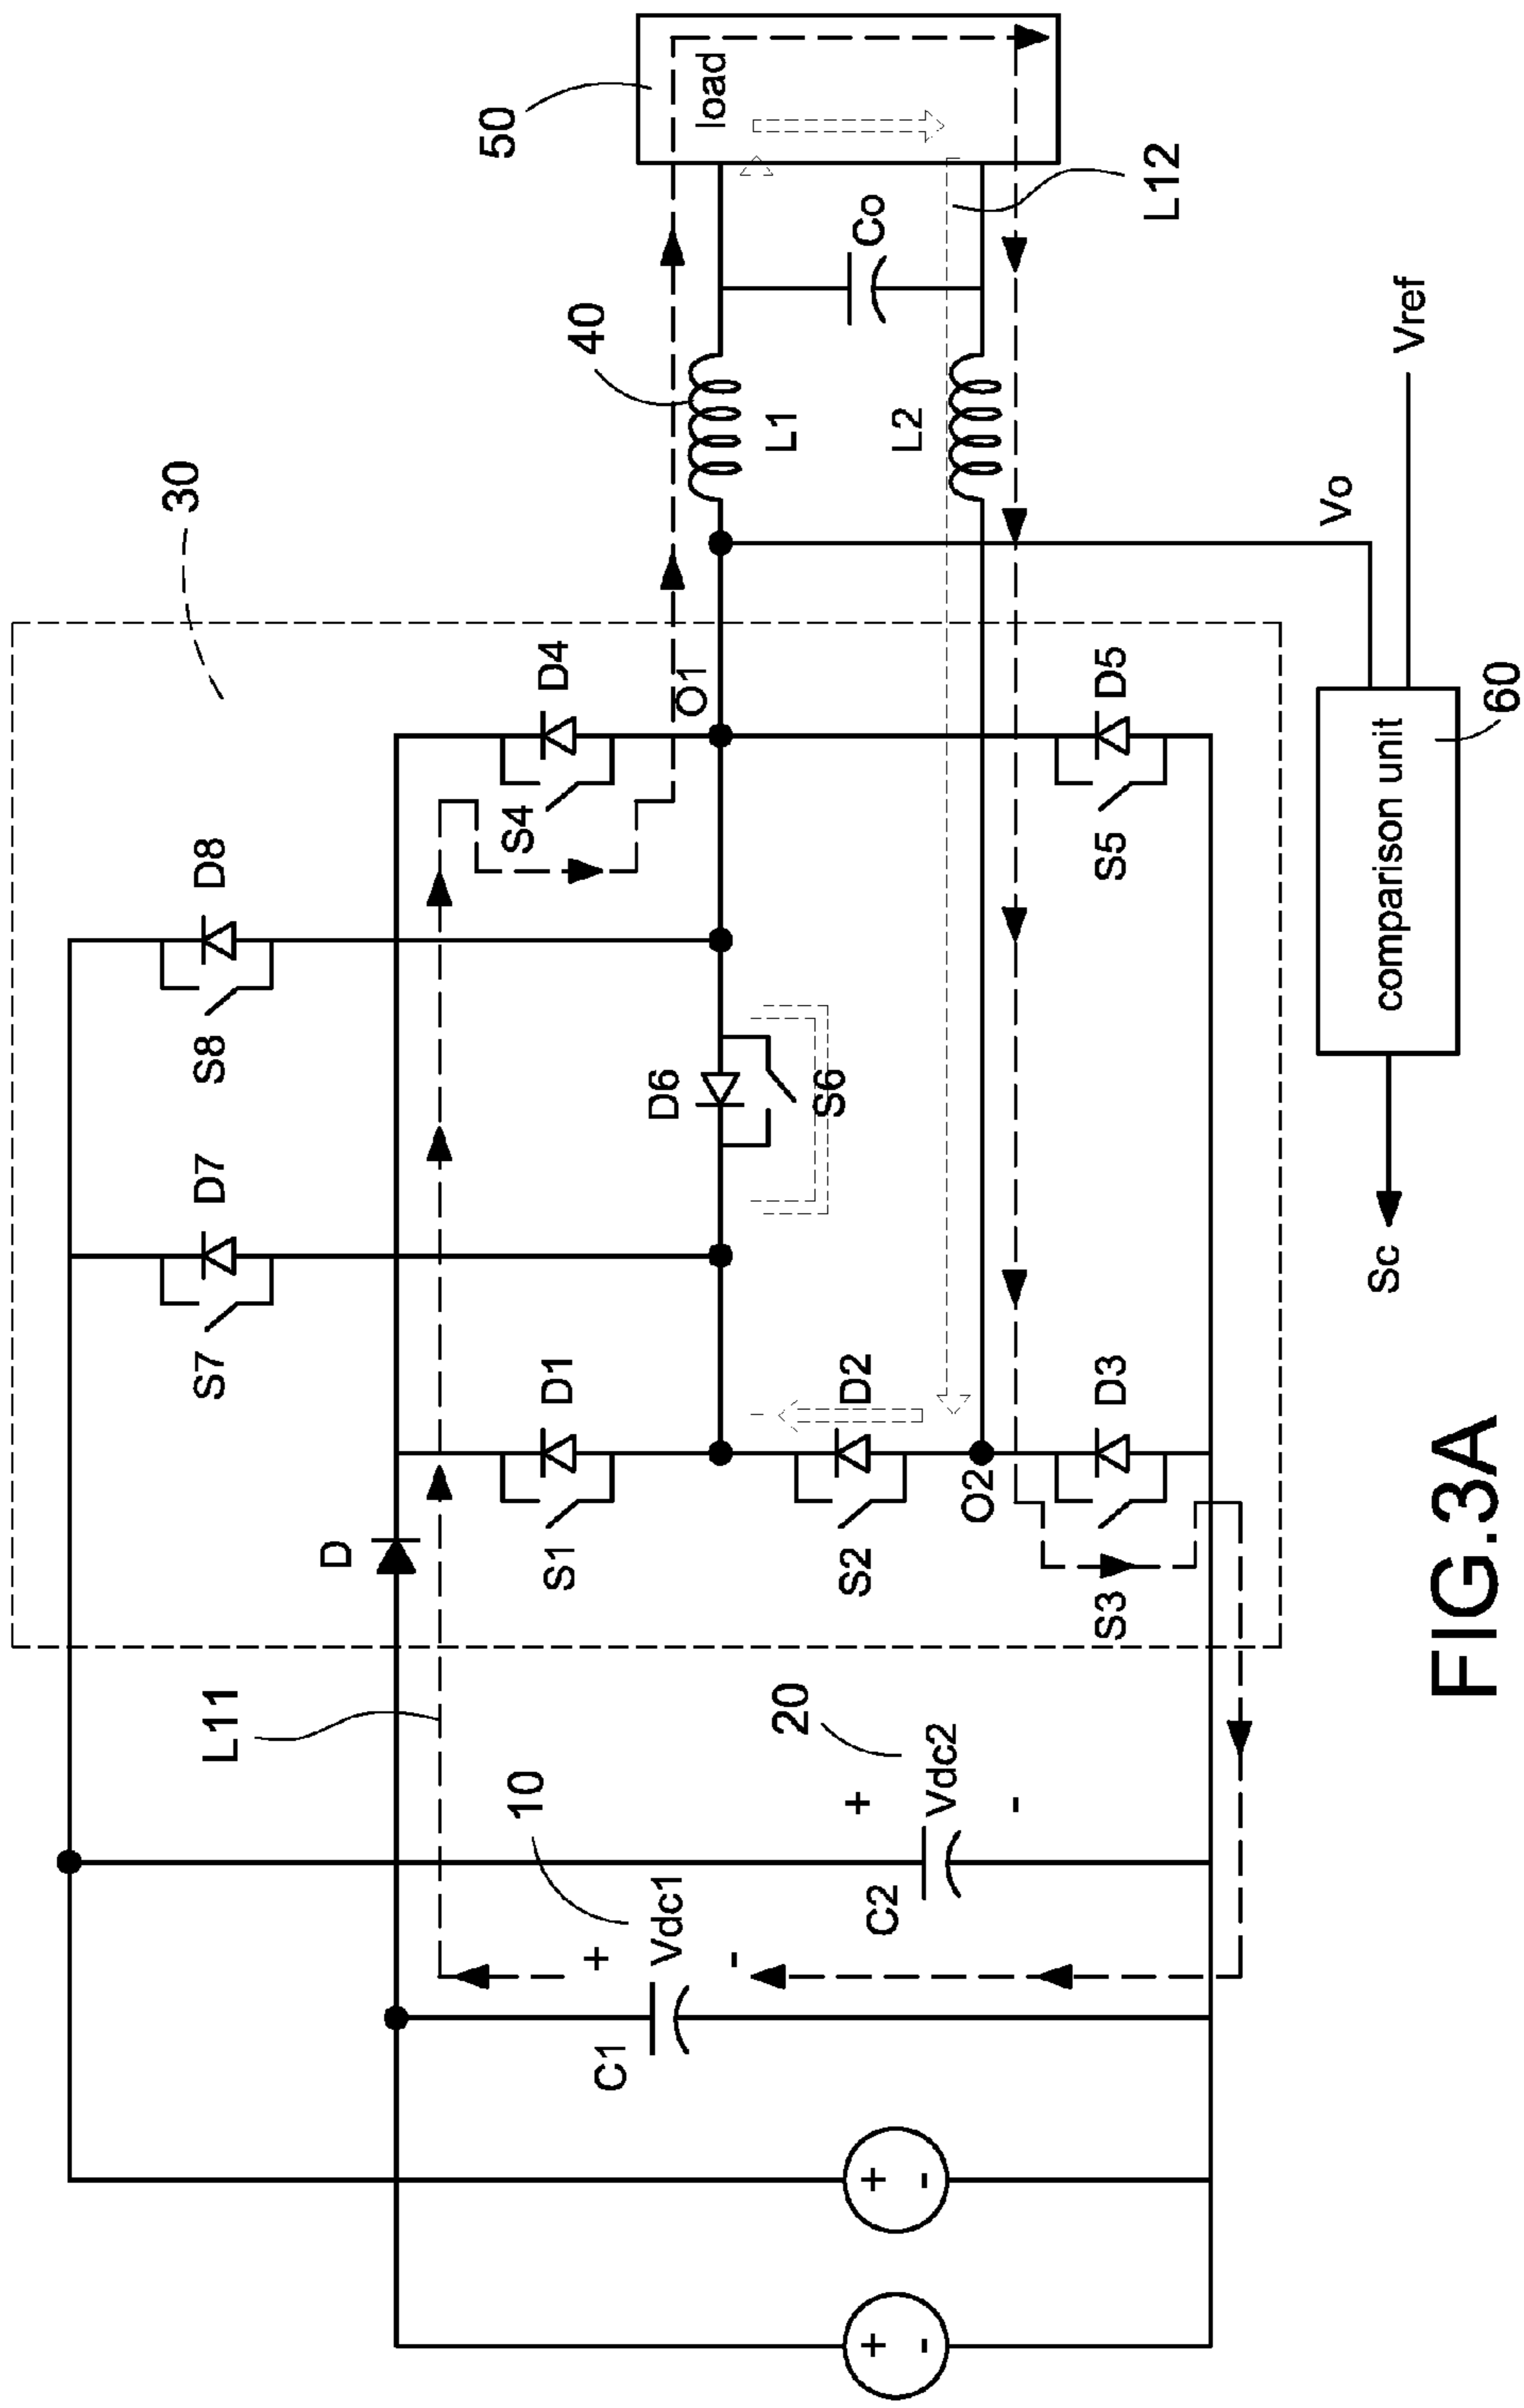 30
S7
D7
S8
D8
L11
D
10
C1
+
Vdc1
-
20
C2
+
Vdc2
-
S1
D1
S4
D4
O1
D6
S6
S2
D2
O2
S3
D3
S5
D5
40
L1
L2
Co
50
load
L12
+
-
+
-
Vo
Vref
comparison unit
60
Sc
FIG.3A